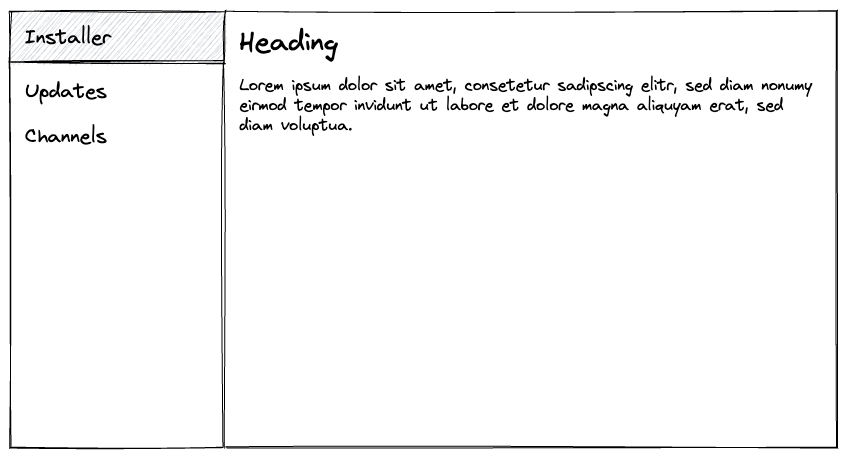 Installer
Updates
Channels
Heading
Lorem ipsum dolor sit amet, consetetur sadipscing elitr, sed diam nonumy
eirmod tempor invidunt ut labore et dolore magna aliquyam erat, sed
diam voluptua.